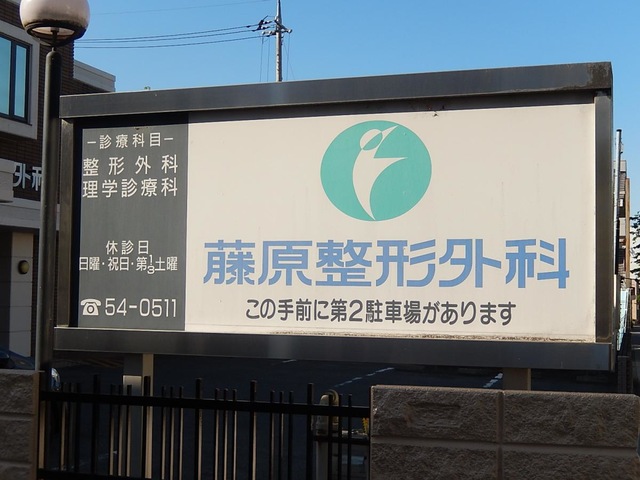 ―診療科目―
整形外科
理学診療科
休診日
日曜・祝日・第1/3土曜
☎54-0511
藤原整形外科
この手前に第2駐車場があります
外科